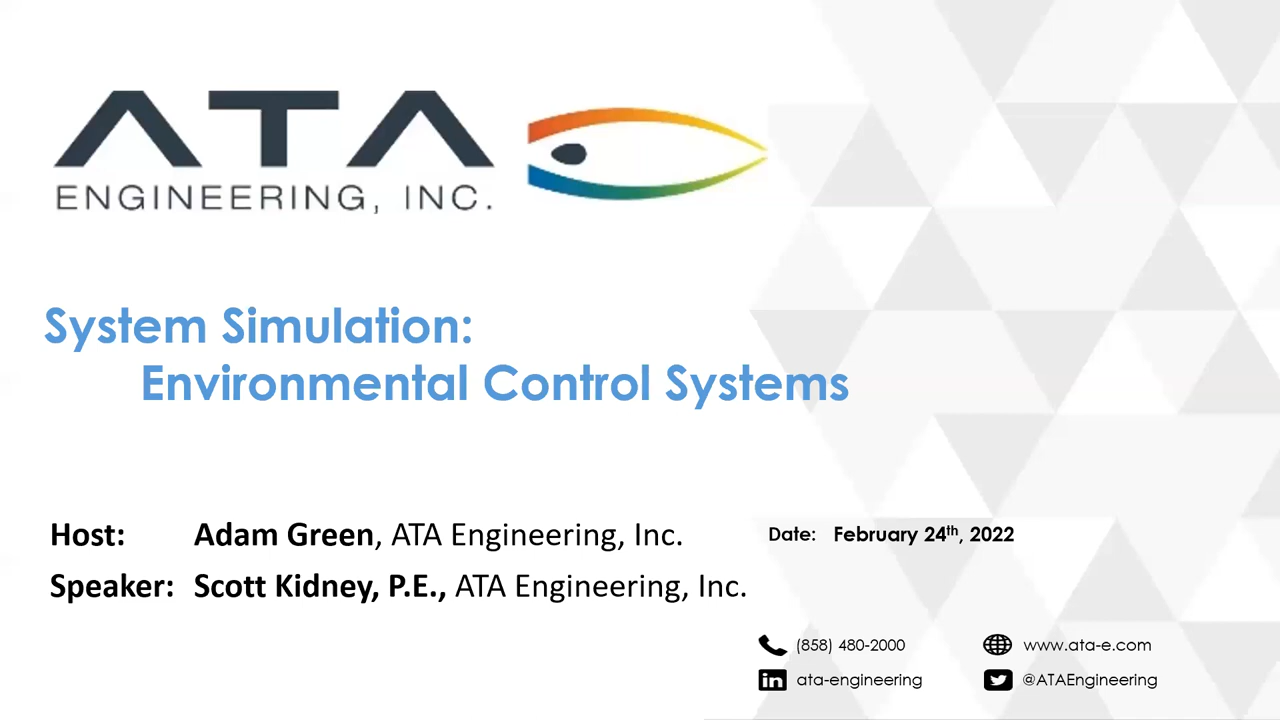 ATA
ENGINEERING, INC.
System Simulation:
Environmental Control Systems
Host: Adam Green, ATA Engineering, Inc.
Date: February 24th, 2022
Speaker: Scott Kidney, P.E., ATA Engineering, Inc.
(858) 480-2000
www.ata-e.com
in ata-engineering
@ATAEngineering